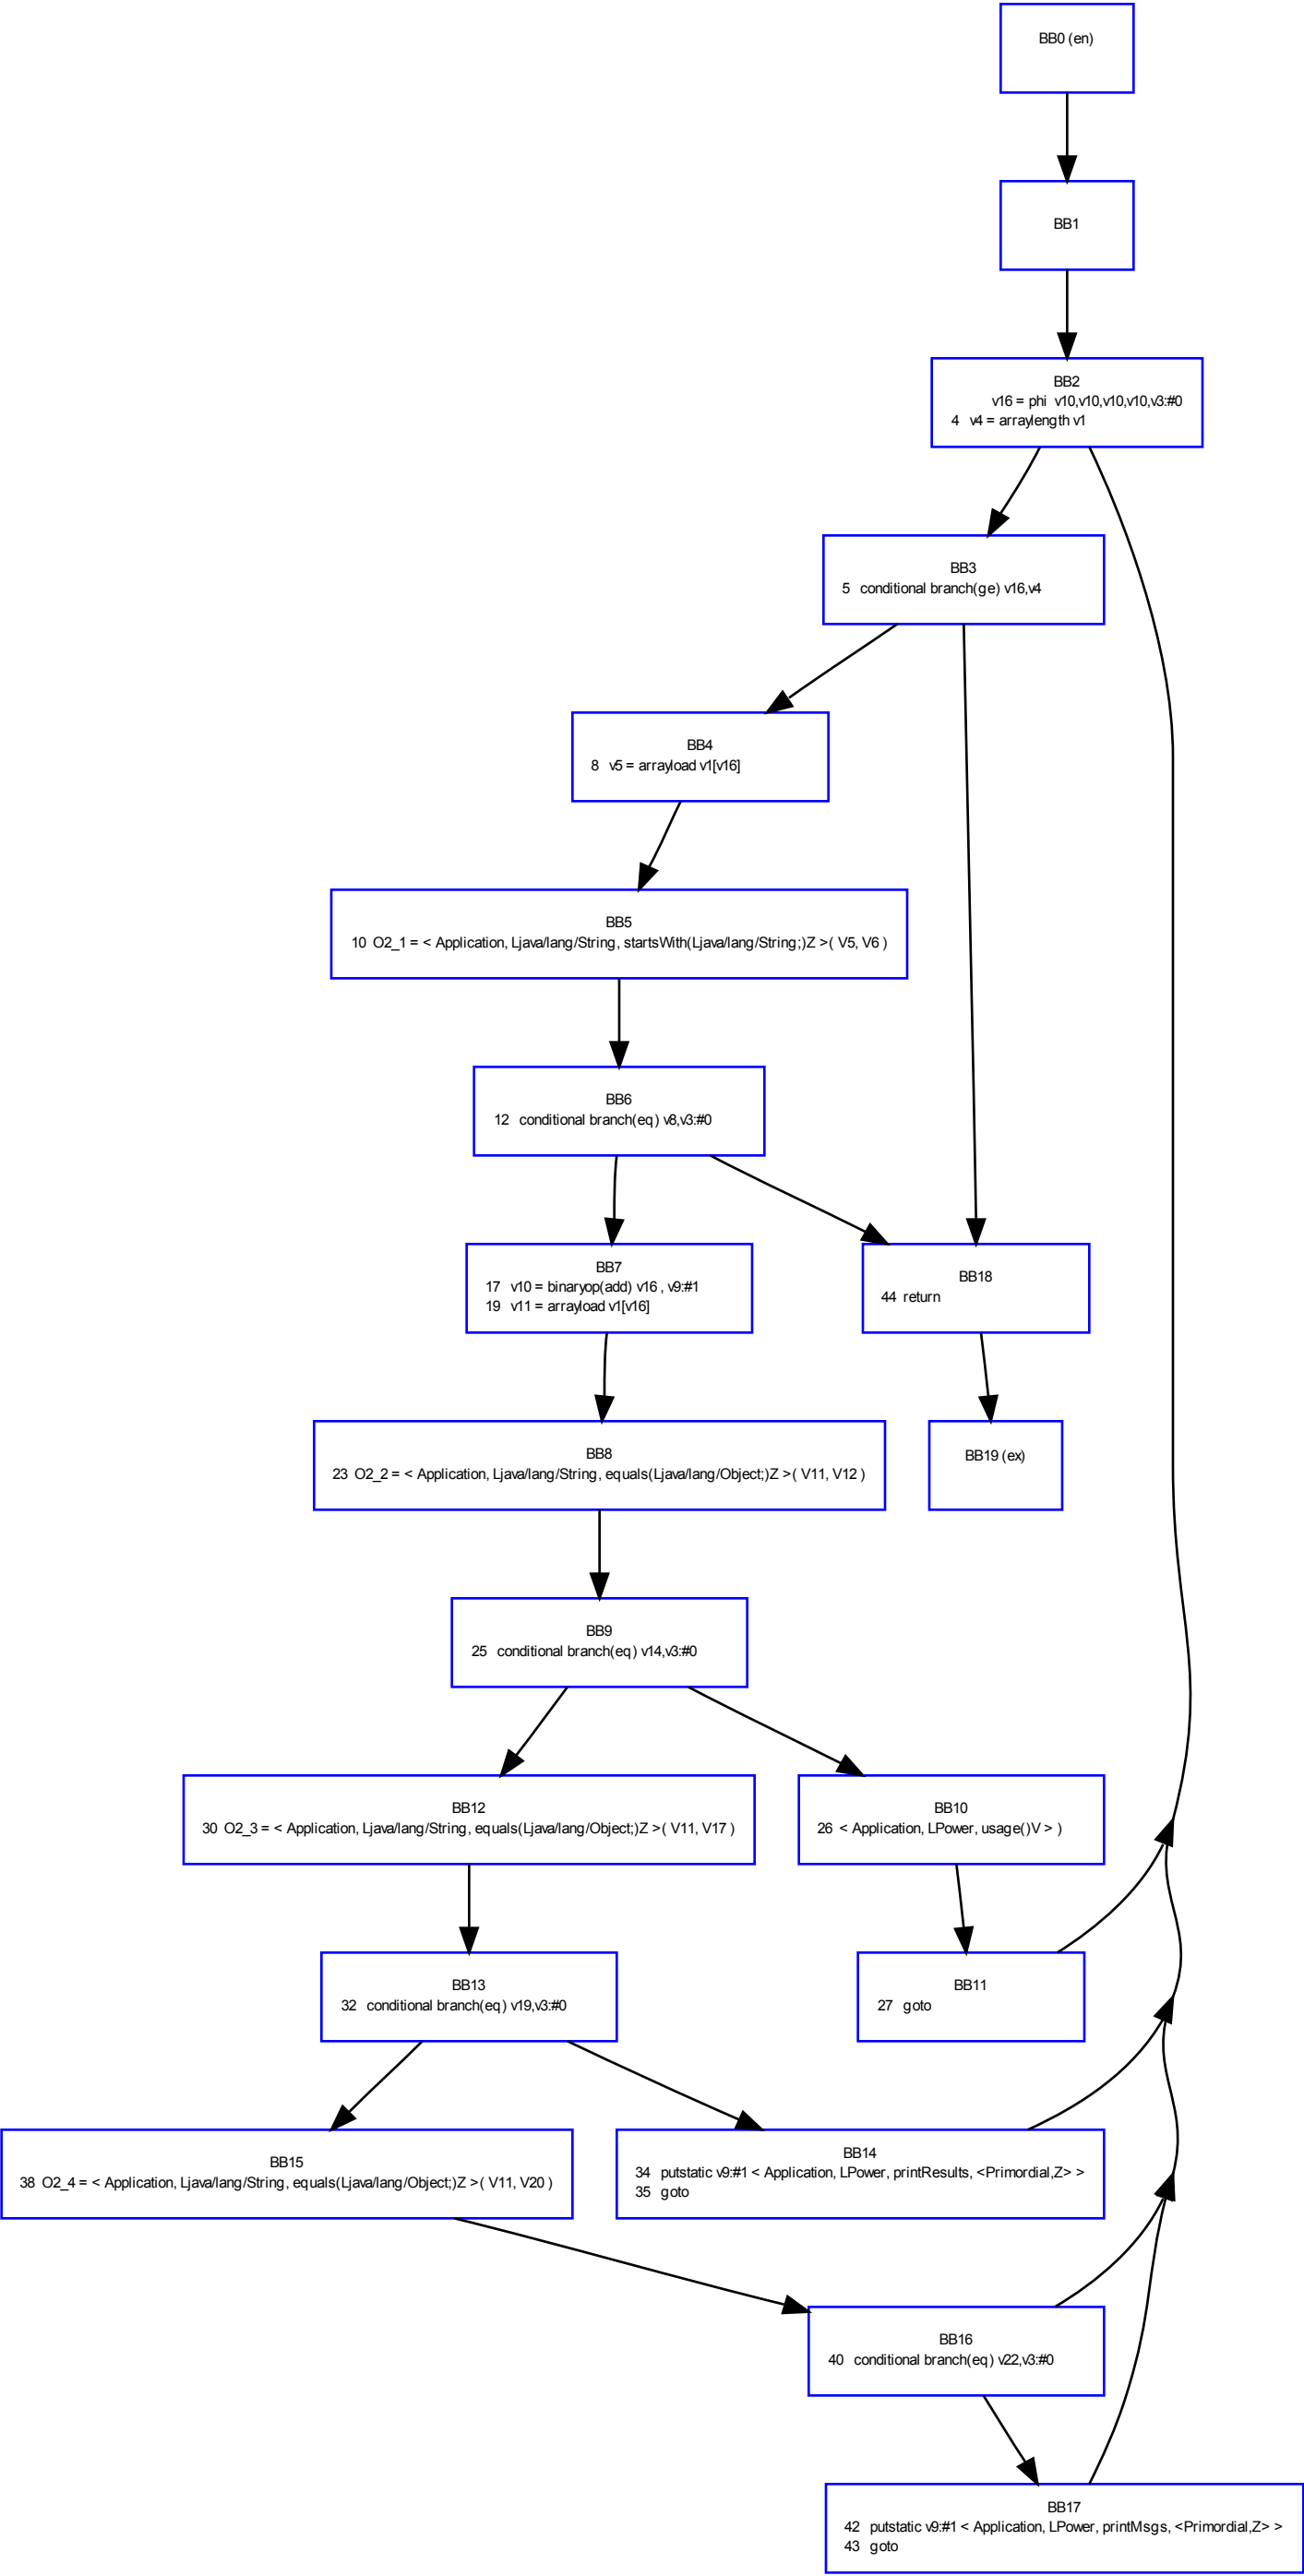 BB0 (en)
BB1
BB2
v16 = phi v10,v10,v10,v10,v3:#0
4 v4 = arraylength v1
BB3
5 conditional branch(ge) v16,v4
BB4
8 v5 = arrayload v1[v16]
BB5
10 O2_1 = < Application, Ljava/lang/String, startsWith(Ljava/lang/String;)Z >( V5, V6 )
BB6
12 conditional branch(eq) v8,v3:#0
BB7
17 v10 = binaryop(add) v16 , v9:#1
19 v11 = arrayload v1[v16]
BB18
44 return
BB8
23 O2_2 = < Application, Ljava/lang/String, equals(Ljava/lang/Object;)Z >( V11, V12 )
BB19 (ex)
BB9
25 conditional branch(eq) v14,v3:#0
BB12
30 O2_3 = < Application, Ljava/lang/String, equals(Ljava/lang/Object;)Z >( V11, V17 )
BB10
26 < Application, LPower, usage()V > )
BB13
32 conditional branch(eq) v19,v3:#0
BB11
27 goto
BB15
38 O2_4 = < Application, Ljava/lang/String, equals(Ljava/lang/Object;)Z >( V11, V20 )
BB14
34 putstatic v9:#1 < Application, LPower, printResults, <Primordial,Z> >
35 goto
BB16
40 conditional branch(eq) v22,v3:#0
BB17
42 putstatic v9:#1 < Application, LPower, printMsgs, <Primordial,Z> >
43 goto